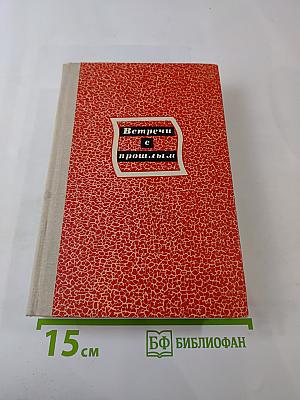 Встречи
с
прошлым
15 см
БФ БИБЛИОФАН